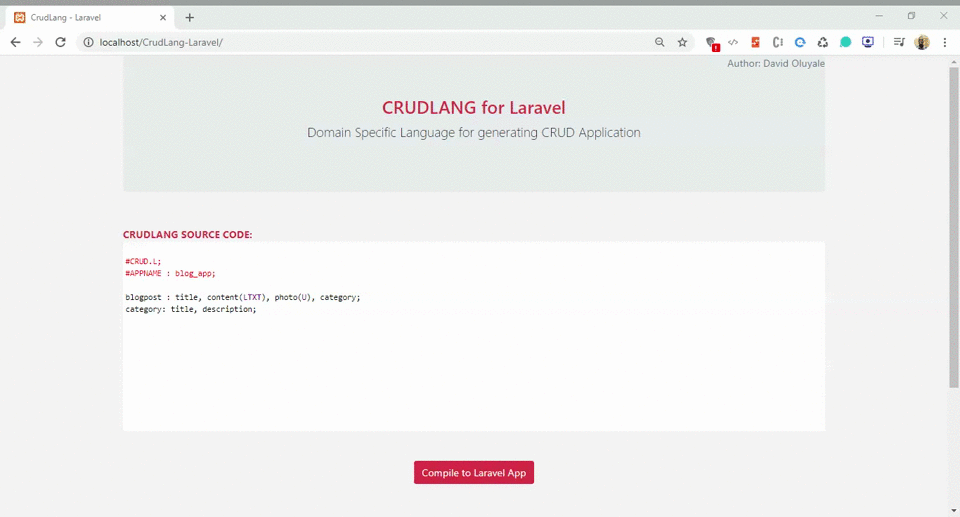 CrudLang - Laravel
localhost/CrudLang-Laravel/
Author: David Oluyale
CRUDLANG for Laravel
Domain Specific Language for generating CRUD Application
CRUDLANG SOURCE CODE:
#CRUD.L;
#APPNAME : blog_app;
blogpost : title, content(LTXT), photo(U), category;
category: title, description;
Compile to Laravel App